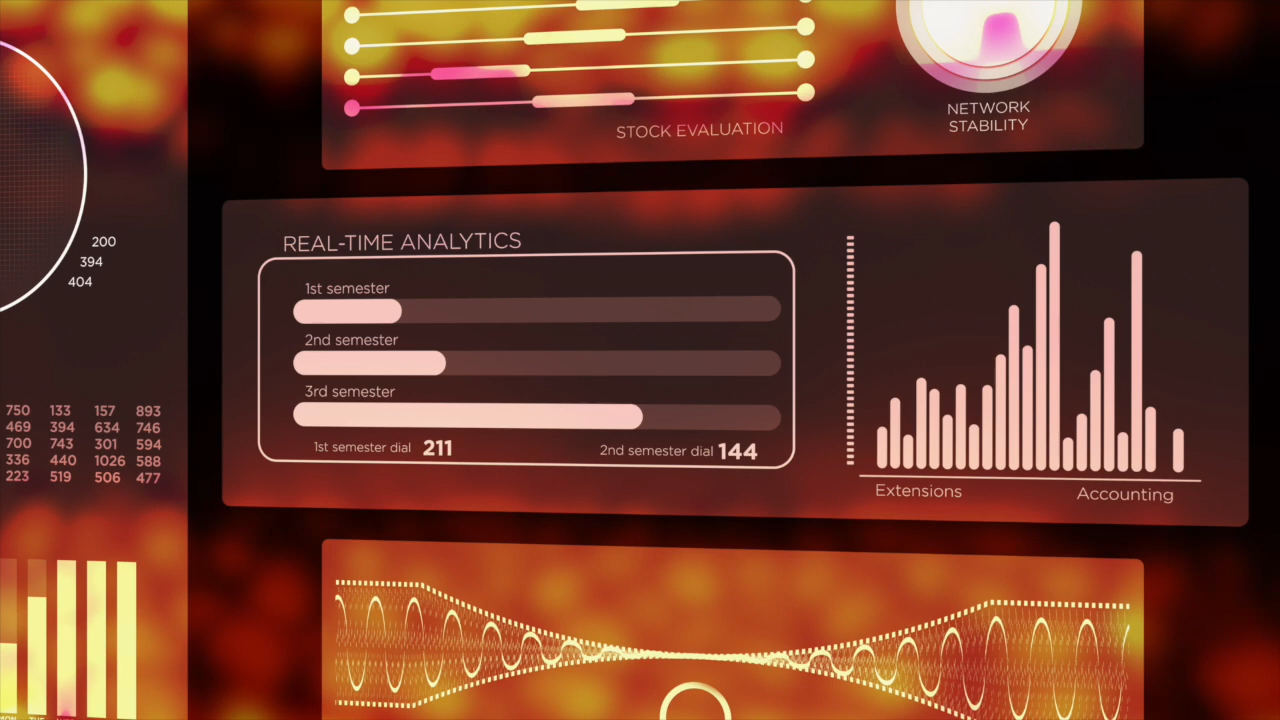 STOCK EVALUATION
NETWORK
STABILITY
200
394
404
REAL-TIME ANALYTICS
1st semester
2nd semester
3rd semester
1st semester dial 211
2nd semester dial 144
Extensions
Accounting
750 133 157 893
469 394 634 746
700 743 301 594
336 440 1026 588
223 519 506 477